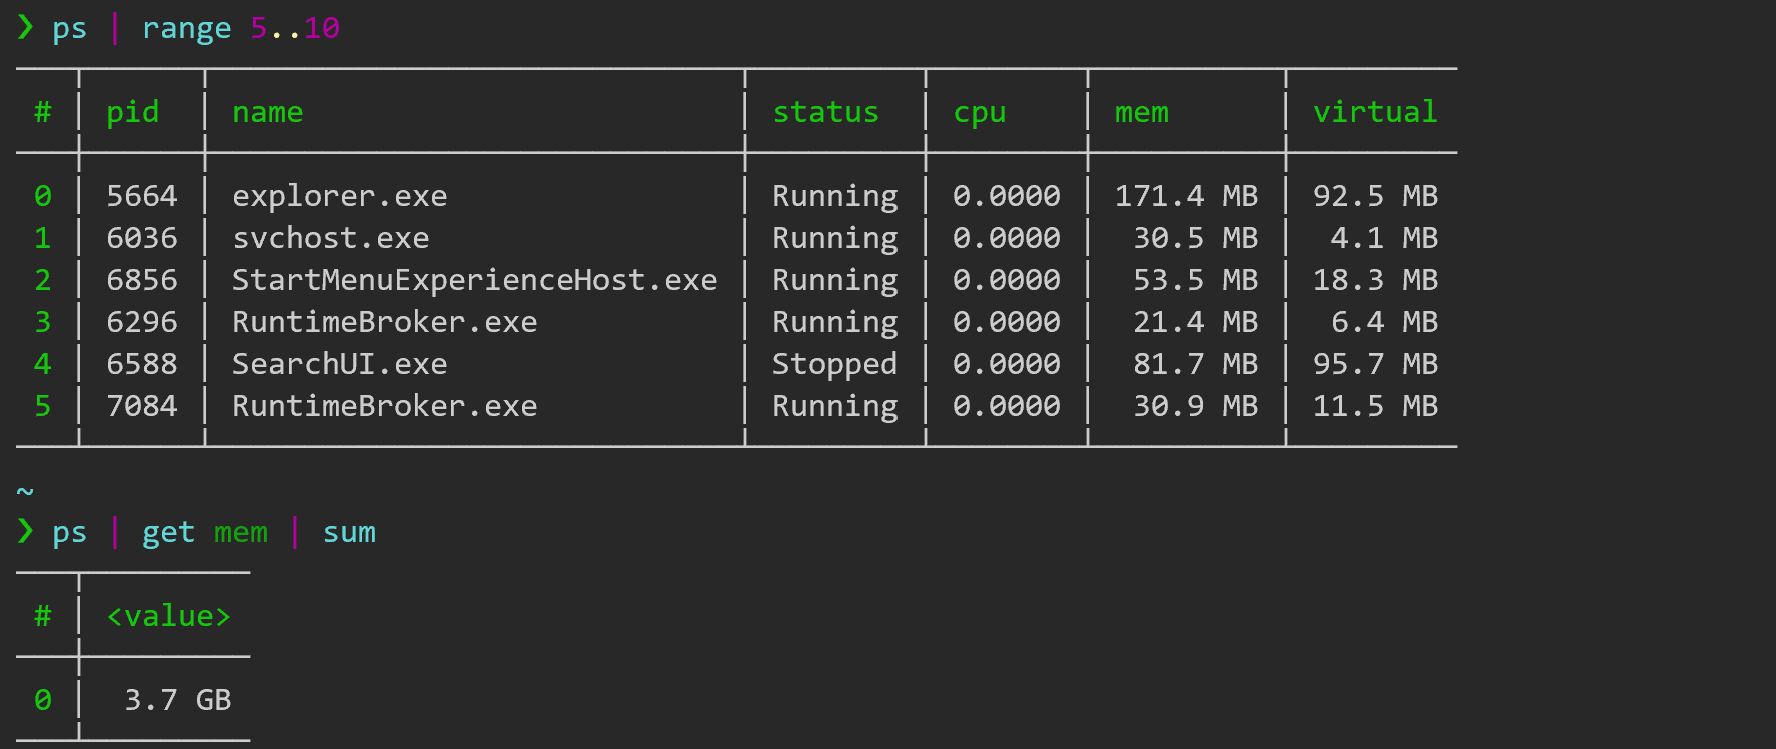 ❯ ps | range 5..10
# | pid | name | status | cpu | mem | virtual
0 | 5664 | explorer.exe | Running | 0.0000 | 171.4 MB | 92.5 MB
1 | 6036 | svchost.exe | Running | 0.0000 | 30.5 MB | 4.1 MB
2 | 6856 | StartMenuExperienceHost.exe | Running | 0.0000 | 53.5 MB | 18.3 MB
3 | 6296 | RuntimeBroker.exe | Running | 0.0000 | 21.4 MB | 6.4 MB
4 | 6588 | SearchUI.exe | Stopped | 0.0000 | 81.7 MB | 95.7 MB
5 | 7084 | RuntimeBroker.exe | Running | 0.0000 | 30.9 MB | 11.5 MB
~
❯ ps | get mem | sum
# | <value>
0 | 3.7 GB